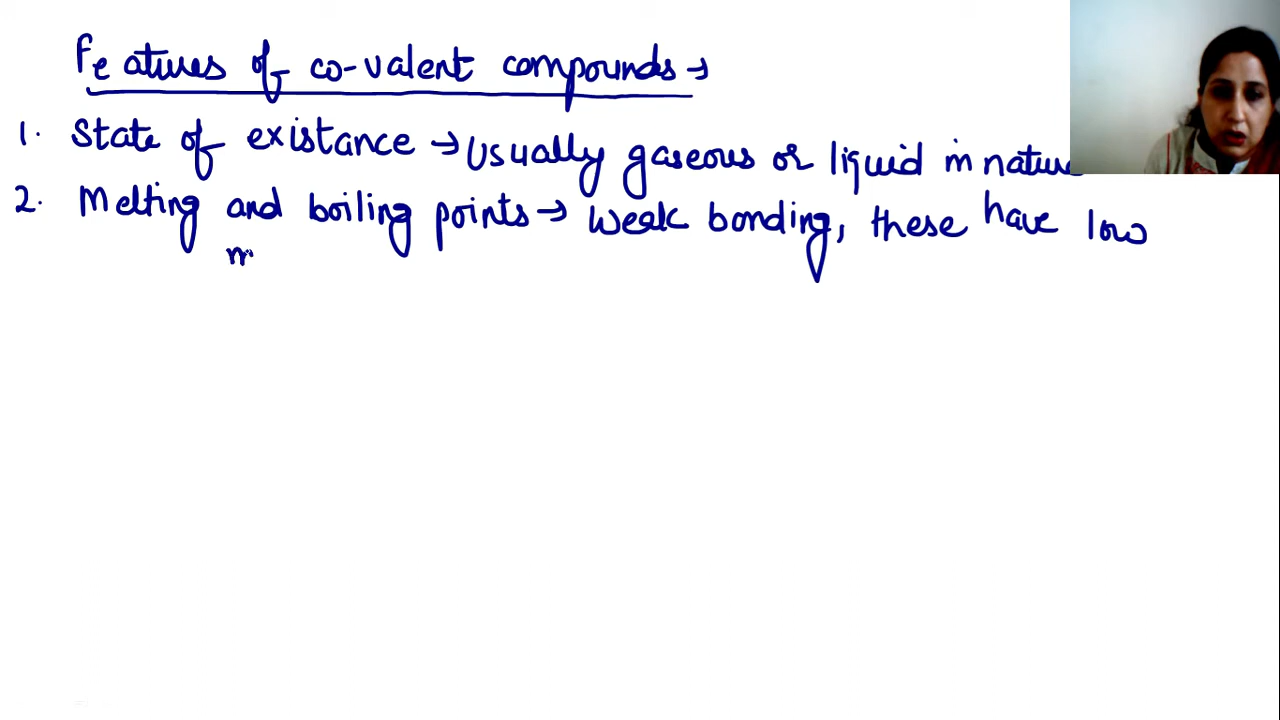 Features of co-valent compounds →
1. State of existance → Usually gaseous or liquid in nature
2. Melting and boiling points → Weak bonding, these have low
m